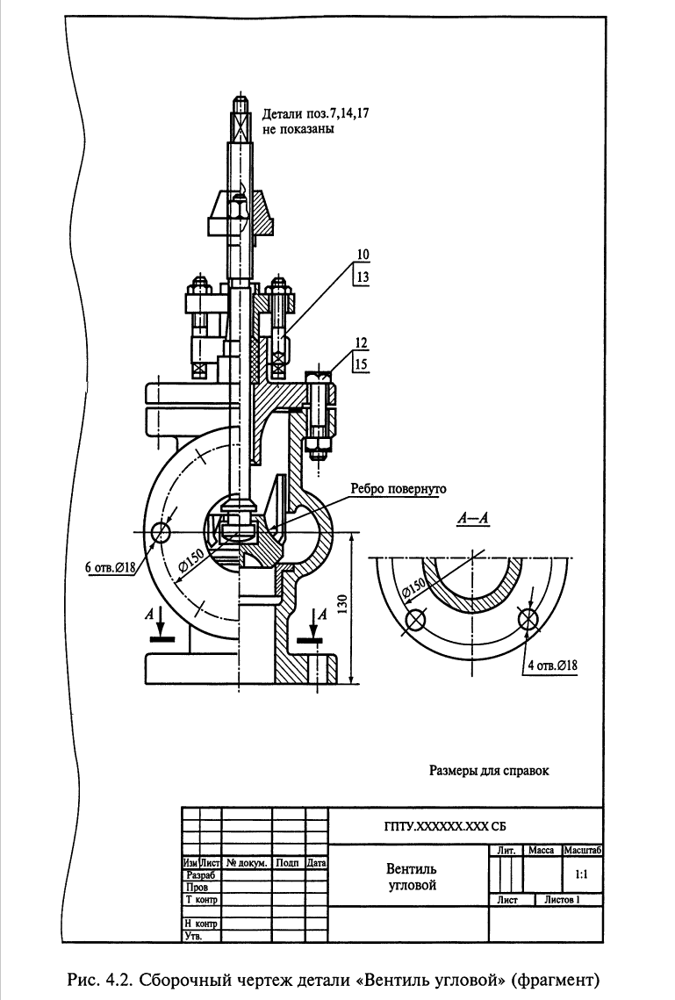 Детали поз.7,14,17
не показаны
10
13
12
15
Ребро повернуто
А—А
6 отв.Ø18
Ø150
А
А
130
Ø150
4 отв.Ø18
Размеры для справок
ГПТУ.XXXXXX.XXX СБ
Лит. Масса Масштаб
Изм Лист № докум. Подп Дата
Вентиль
угловой
1:1
Разраб
Пров
Т контр
Лист Листов 1
Н контр
Утв.
Рис. 4.2. Сборочный чертеж детали «Вентиль угловой» (фрагмент)